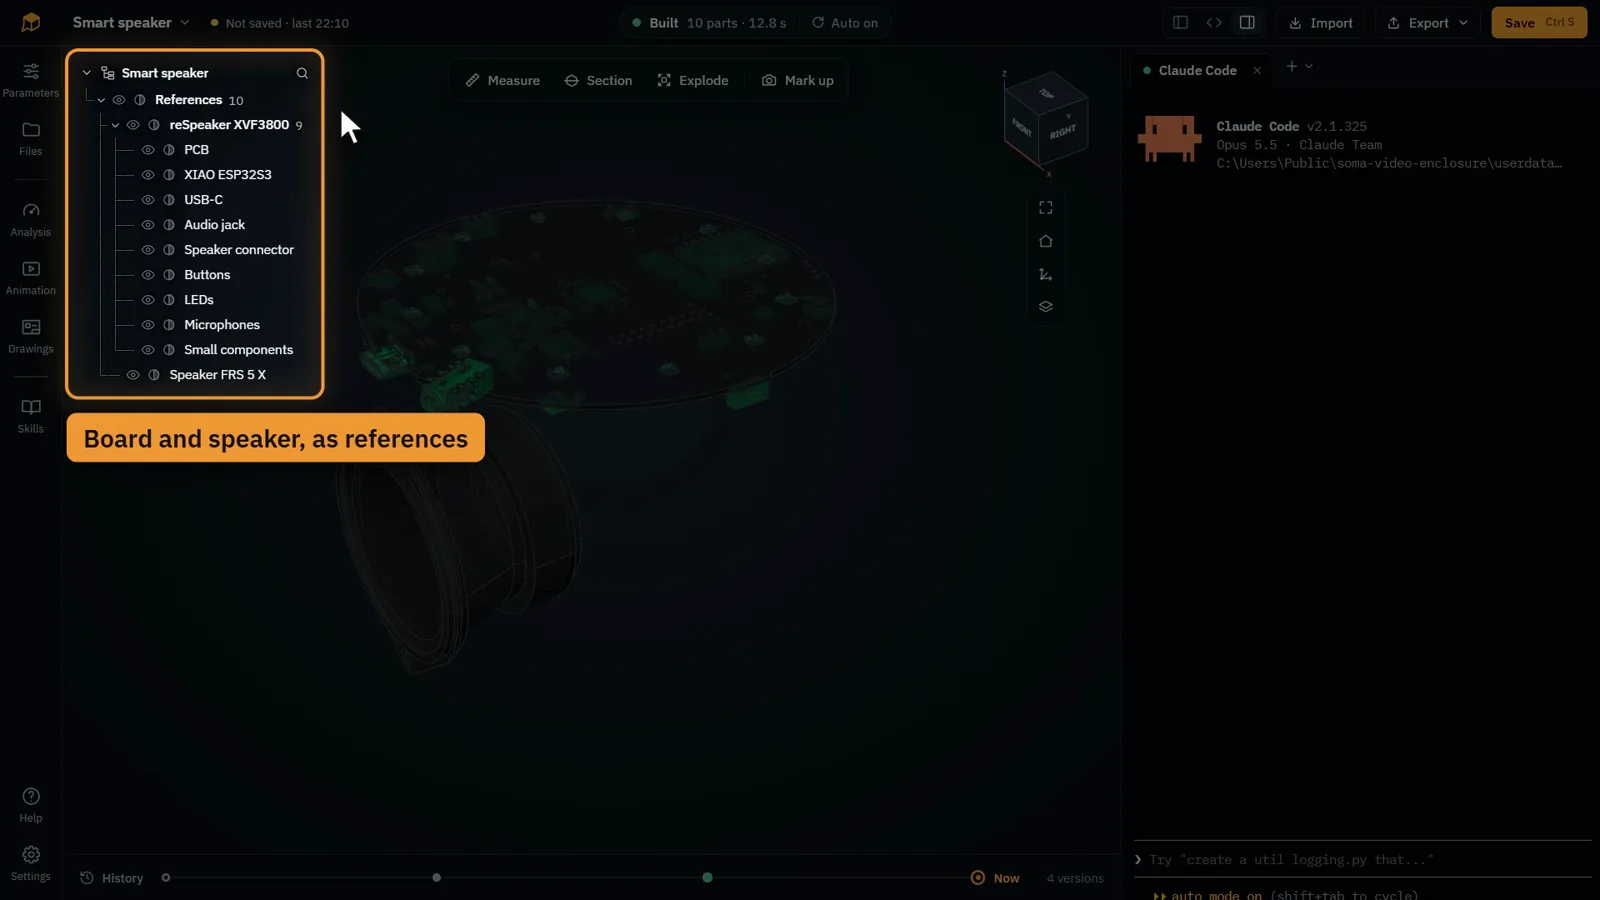 Smart speaker
Not saved · last 22:10
Built 10 parts · 12.8 s
Auto on
Import
Export
Save Ctrl S
Parameters
Files
Analysis
Animation
Drawings
Skills
Help
Settings
Smart speaker
References 10
reSpeaker XVF3800 9
PCB
XIAO ESP32S3
USB-C
Audio jack
Speaker connector
Buttons
LEDs
Microphones
Small components
Speaker FRS 5 X
Board and speaker, as references
Measure
Section
Explode
Mark up
Z
TOP
FRONT
Y
RIGHT
X
Claude Code
Claude Code v2.1.325
Opus 5.5 · Claude Team
C:\Users\Public\soma-video-enclosure\userdata…
❯ Try "create a util logging.py that..."
⏵⏵ auto mode on (shift+tab to cycle)
History
Now
4 versions